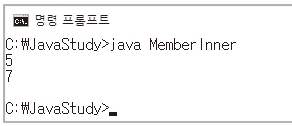 명령 프롬프트
C:₩JavaStudy>java MemberInner
5
7
C:₩JavaStudy>